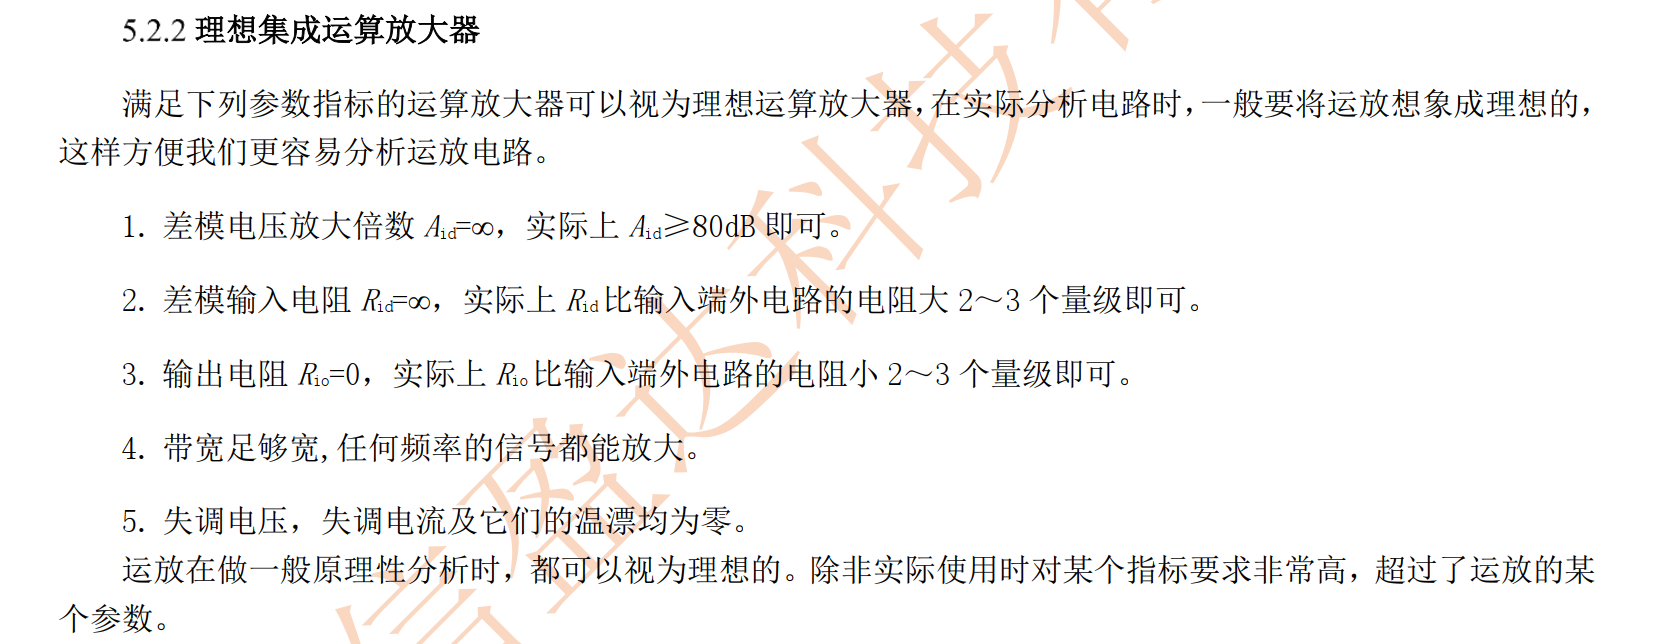 5.2.2 理想集成运算放大器
满足下列参数指标的运算放大器可以视为理想运算放大器,在实际分析电路时,一般要将运放想象成理想的,
这样方便我们更容易分析运放电路。
1. 差模电压放大倍数 Aid=∞，实际上 Aid≥80dB 即可。
2. 差模输入电阻 Rid=∞，实际上 Rid 比输入端外电路的电阻大 2～3 个量级即可。
3. 输出电阻 Rio=0，实际上 Rio 比输入端外电路的电阻小 2～3 个量级即可。
4. 带宽足够宽,任何频率的信号都能放大。
5. 失调电压，失调电流及它们的温漂均为零。
运放在做一般原理性分析时，都可以视为理想的。除非实际使用时对某个指标要求非常高，超过了运放的某
个参数。
信盈达科技